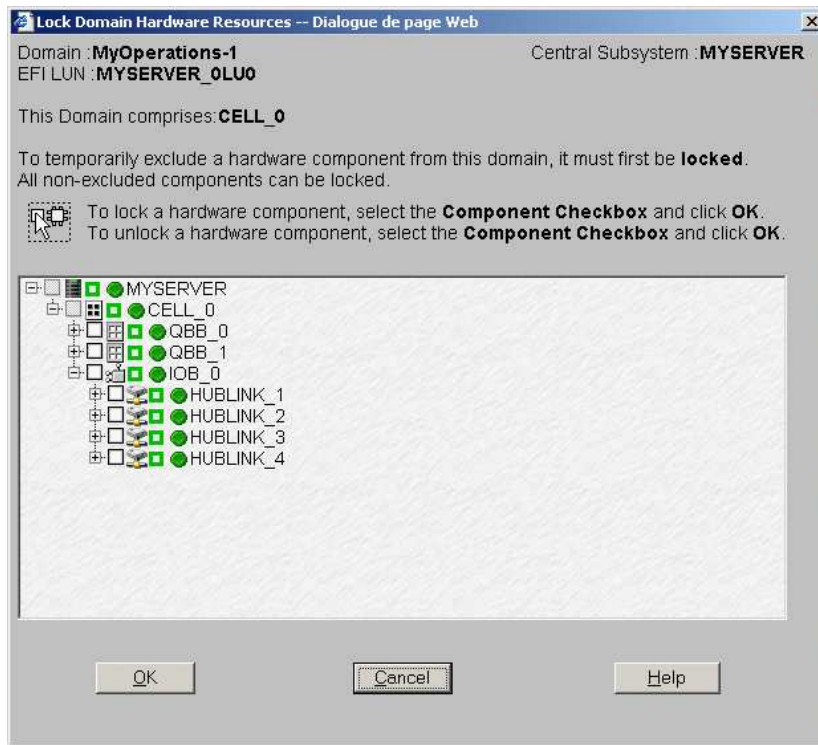 Lock Domain Hardware Resources -- Dialogue de page Web
Domain :MyOperations-1
Central Subsystem :MYSERVER
EFI LUN :MYSERVER_0LU0
This Domain comprises:CELL_0
To temporarily exclude a hardware component from this domain, it must first be locked.
All non-excluded components can be locked.
To lock a hardware component, select the Component Checkbox and click OK.
To unlock a hardware component, select the Component Checkbox and click OK.
MYSERVER
CELL_0
QBB_0
QBB_1
IOB_0
HUBLINK_1
HUBLINK_2
HUBLINK_3
HUBLINK_4
OK
Cancel
Help